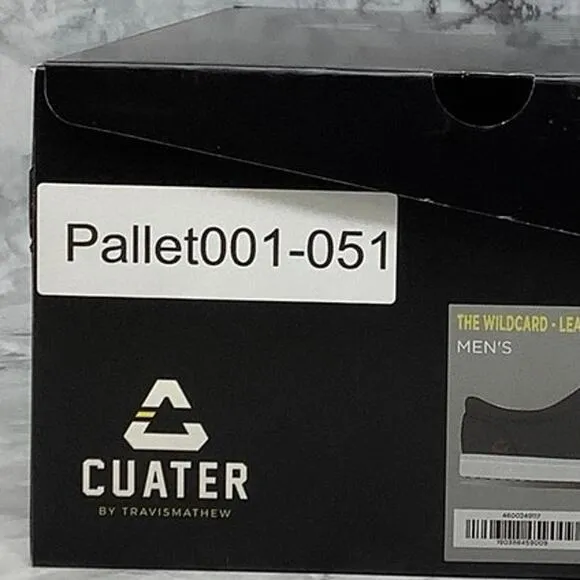 Pallet001-051
THE WILDCARD - LEA
MEN'S
CUATER
BY TRAVISMATHEW